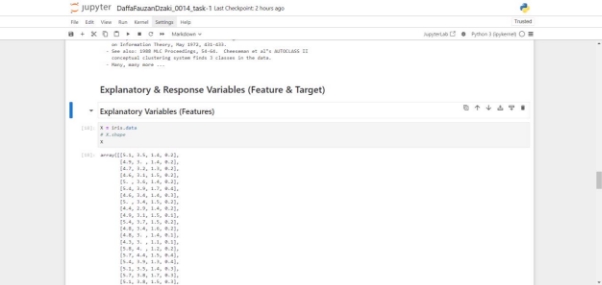 jupyter DaffaFauzanDzaki_0014_task-1 Last Checkpoint: 2 hours ago
File Edit View Run Kernel Settings Help
Trusted
Markdown
JupyterLab
Python 3 (ipykernel)
on Information Theory, May 1972, 431-433.
- See also: 1988 MLC Proceedings, 54-64. Cheeseman et al"s AUTOCLASS II
conceptual clustering system finds 3 classes in the data.
- Many, many more ...
Explanatory & Response Variables (Feature & Target)
Explanatory Variables (Features)
X = iris.data
# X.shape
X
array([[5.1, 3.5, 1.4, 0.2],
[4.9, 3. , 1.4, 0.2],
[4.7, 3.2, 1.3, 0.2],
[4.6, 3.1, 1.5, 0.2],
[5. , 3.6, 1.4, 0.2],
[5.4, 3.9, 1.7, 0.4],
[4.6, 3.4, 1.4, 0.3],
[5. , 3.4, 1.5, 0.2],
[4.4, 2.9, 1.4, 0.2],
[4.9, 3.1, 1.5, 0.1],
[5.4, 3.7, 1.5, 0.2],
[4.8, 3.4, 1.6, 0.2],
[4.8, 3. , 1.4, 0.1],
[4.3, 3. , 1.1, 0.1],
[5.8, 4. , 1.2, 0.2],
[5.7, 4.4, 1.5, 0.4],
[5.4, 3.9, 1.3, 0.4],
[5.1, 3.5, 1.4, 0.3],
[5.7, 3.8, 1.7, 0.3],
[5.1, 3.8, 1.5, 0.3],